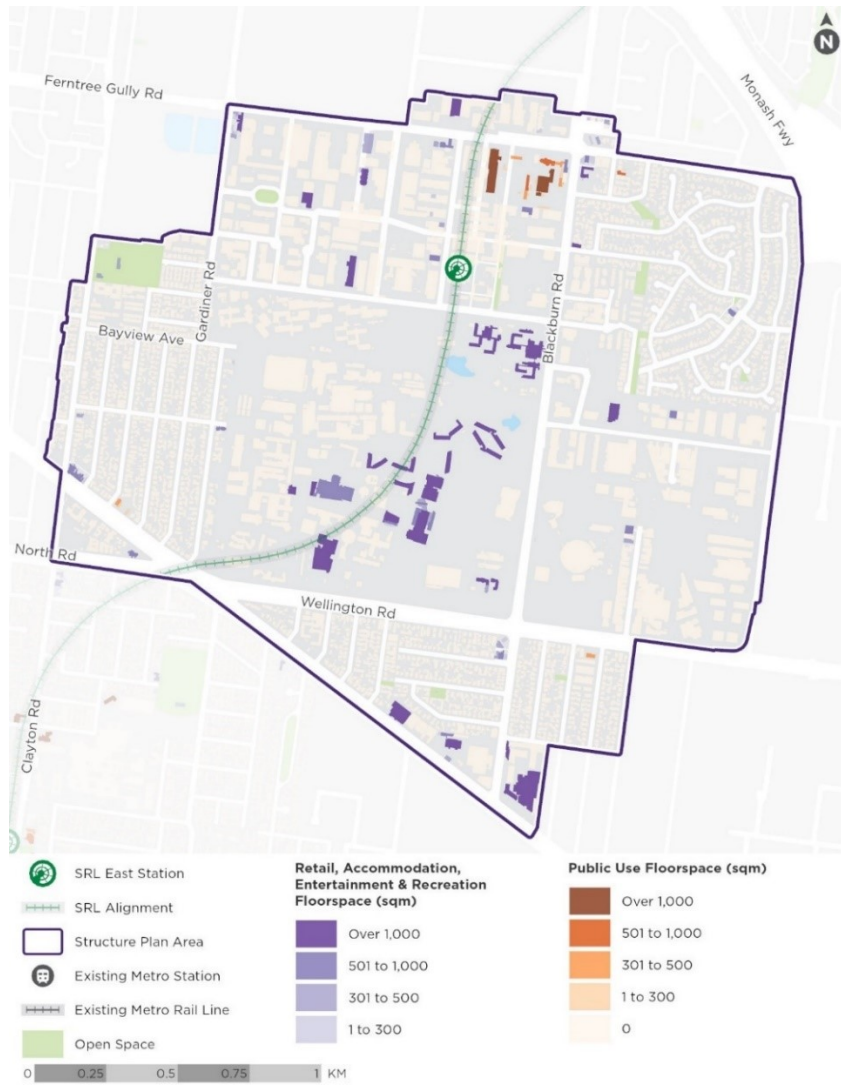 N
Ferntree Gully Rd
Monash Fwy
Gardiner Rd
Blackburn Rd
Bayview Ave
North Rd
Wellington Rd
Clayton Rd
SRL East Station
SRL Alignment
Structure Plan Area
Existing Metro Station
Existing Metro Rail Line
Open Space
0 0.25 0.5 0.75 1 KM
Retail, Accommodation,
Entertainment & Recreation
Floorspace (sqm)
Over 1,000
501 to 1,000
301 to 500
1 to 300
Public Use Floorspace (sqm)
Over 1,000
501 to 1,000
301 to 500
1 to 300
0